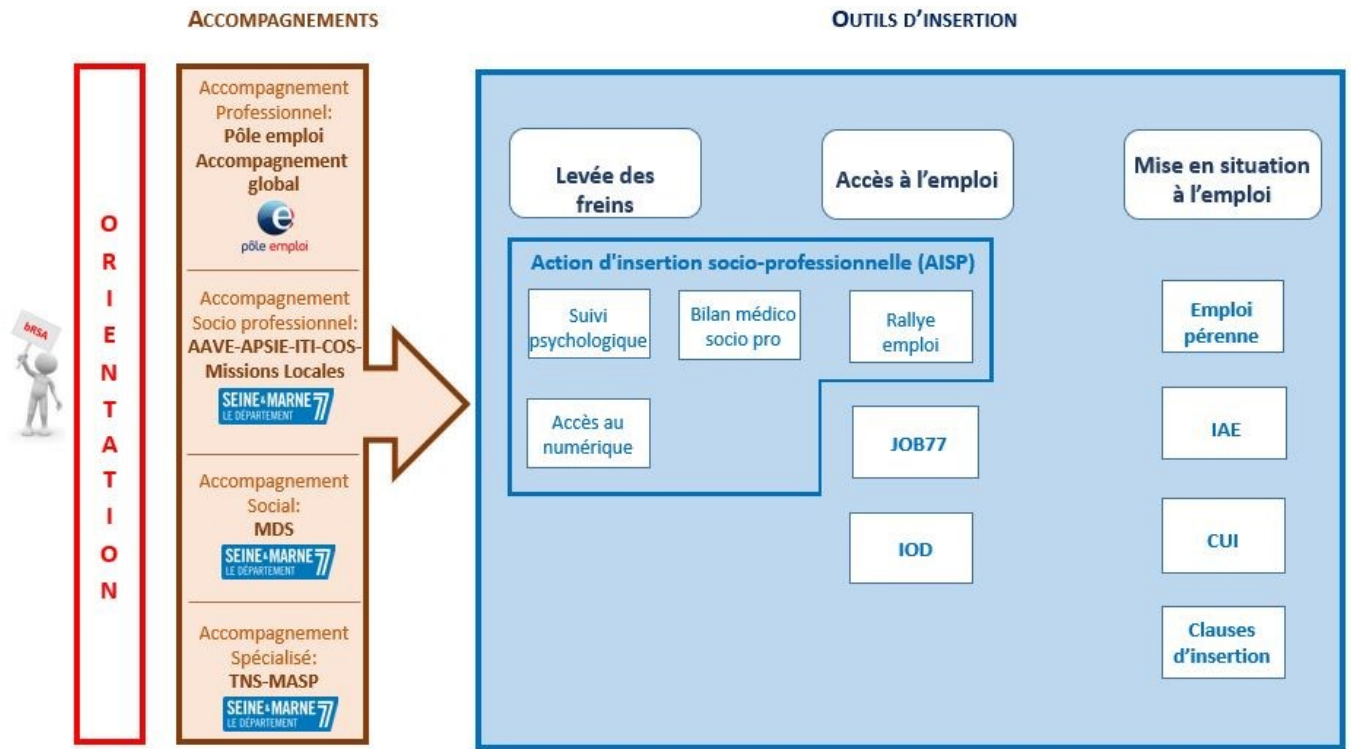 ACCOMPAGNEMENTS
OUTILS D'INSERTION
bRSA
ORIENTATION
Accompagnement
Professionnel:
Pôle emploi
Accompagnement
global
pôle emploi
Accompagnement
Socio professionnel:
AAVE-APSIE-ITI-COS-
Missions Locales
SEINE&MARNE 77
LE DÉPARTEMENT
Accompagnement
Social:
MDS
SEINE&MARNE 77
LE DÉPARTEMENT
Accompagnement
Spécialisé:
TNS-MASP
SEINE&MARNE 77
LE DÉPARTEMENT
Levée des
freins
Accès à l'emploi
Mise en situation
à l'emploi
Action d'insertion socio-professionnelle (AISP)
Suivi
psychologique
Bilan médico
socio pro
Rallye
emploi
Accès au
numérique
JOB77
IOD
Emploi
pérenne
IAE
CUI
Clauses
d'insertion